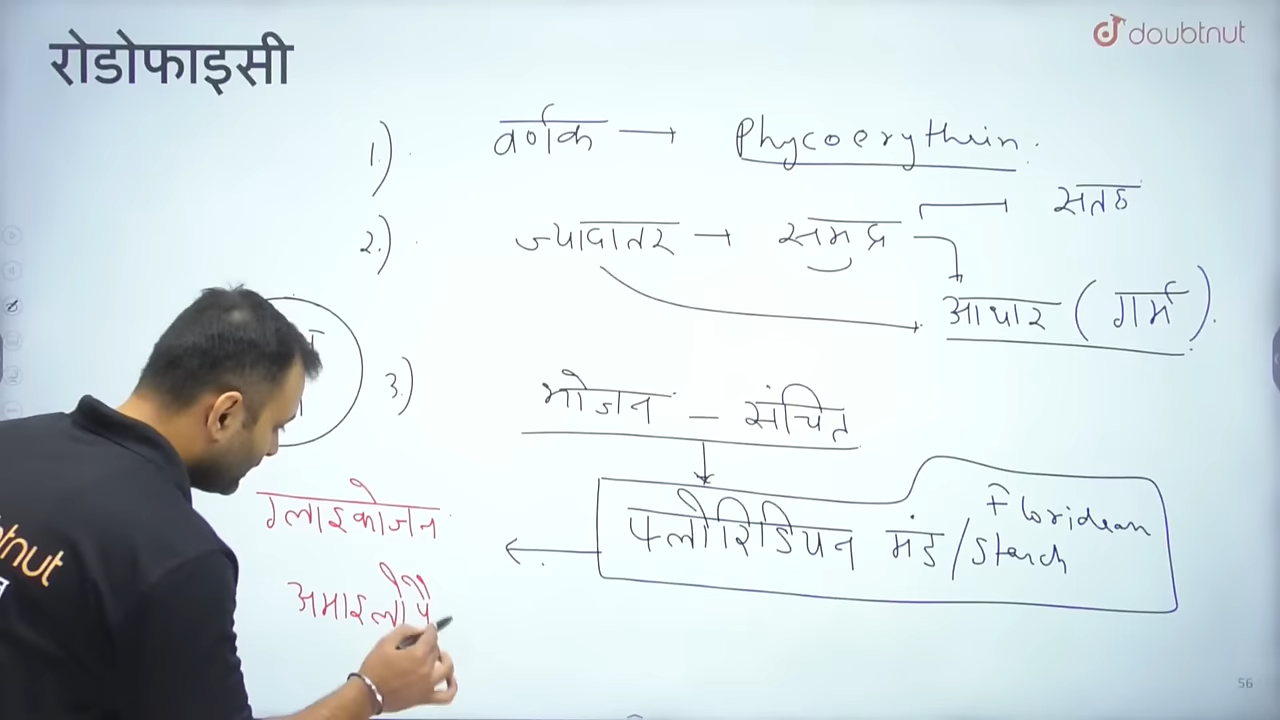 रोडोफाइसी
doubtnut
1.) वर्णक → Phycoerythrin.
2.) ज्यादातर → समुद्र
सतह
आधार (गर्म).
3.) भोजन – संचित
फ्लोरिडियन मंड / Floridean Starch
ग्लाइकोजन
अमाइलोपै
56